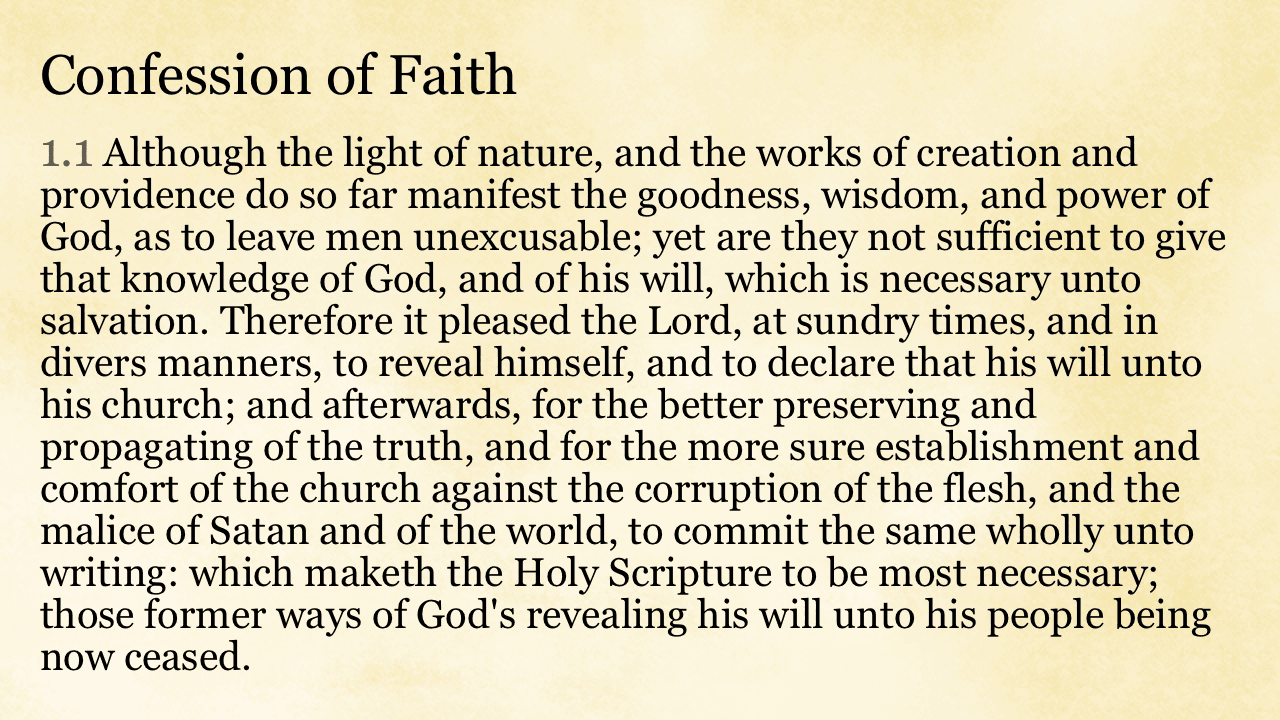 Confession of Faith
1.1 Although the light of nature, and the works of creation and
providence do so far manifest the goodness, wisdom, and power of
God, as to leave men unexcusable; yet are they not sufficient to give
that knowledge of God, and of his will, which is necessary unto
salvation. Therefore it pleased the Lord, at sundry times, and in
divers manners, to reveal himself, and to declare that his will unto
his church; and afterwards, for the better preserving and
propagating of the truth, and for the more sure establishment and
comfort of the church against the corruption of the flesh, and the
malice of Satan and of the world, to commit the same wholly unto
writing: which maketh the Holy Scripture to be most necessary;
those former ways of God's revealing his will unto his people being
now ceased.